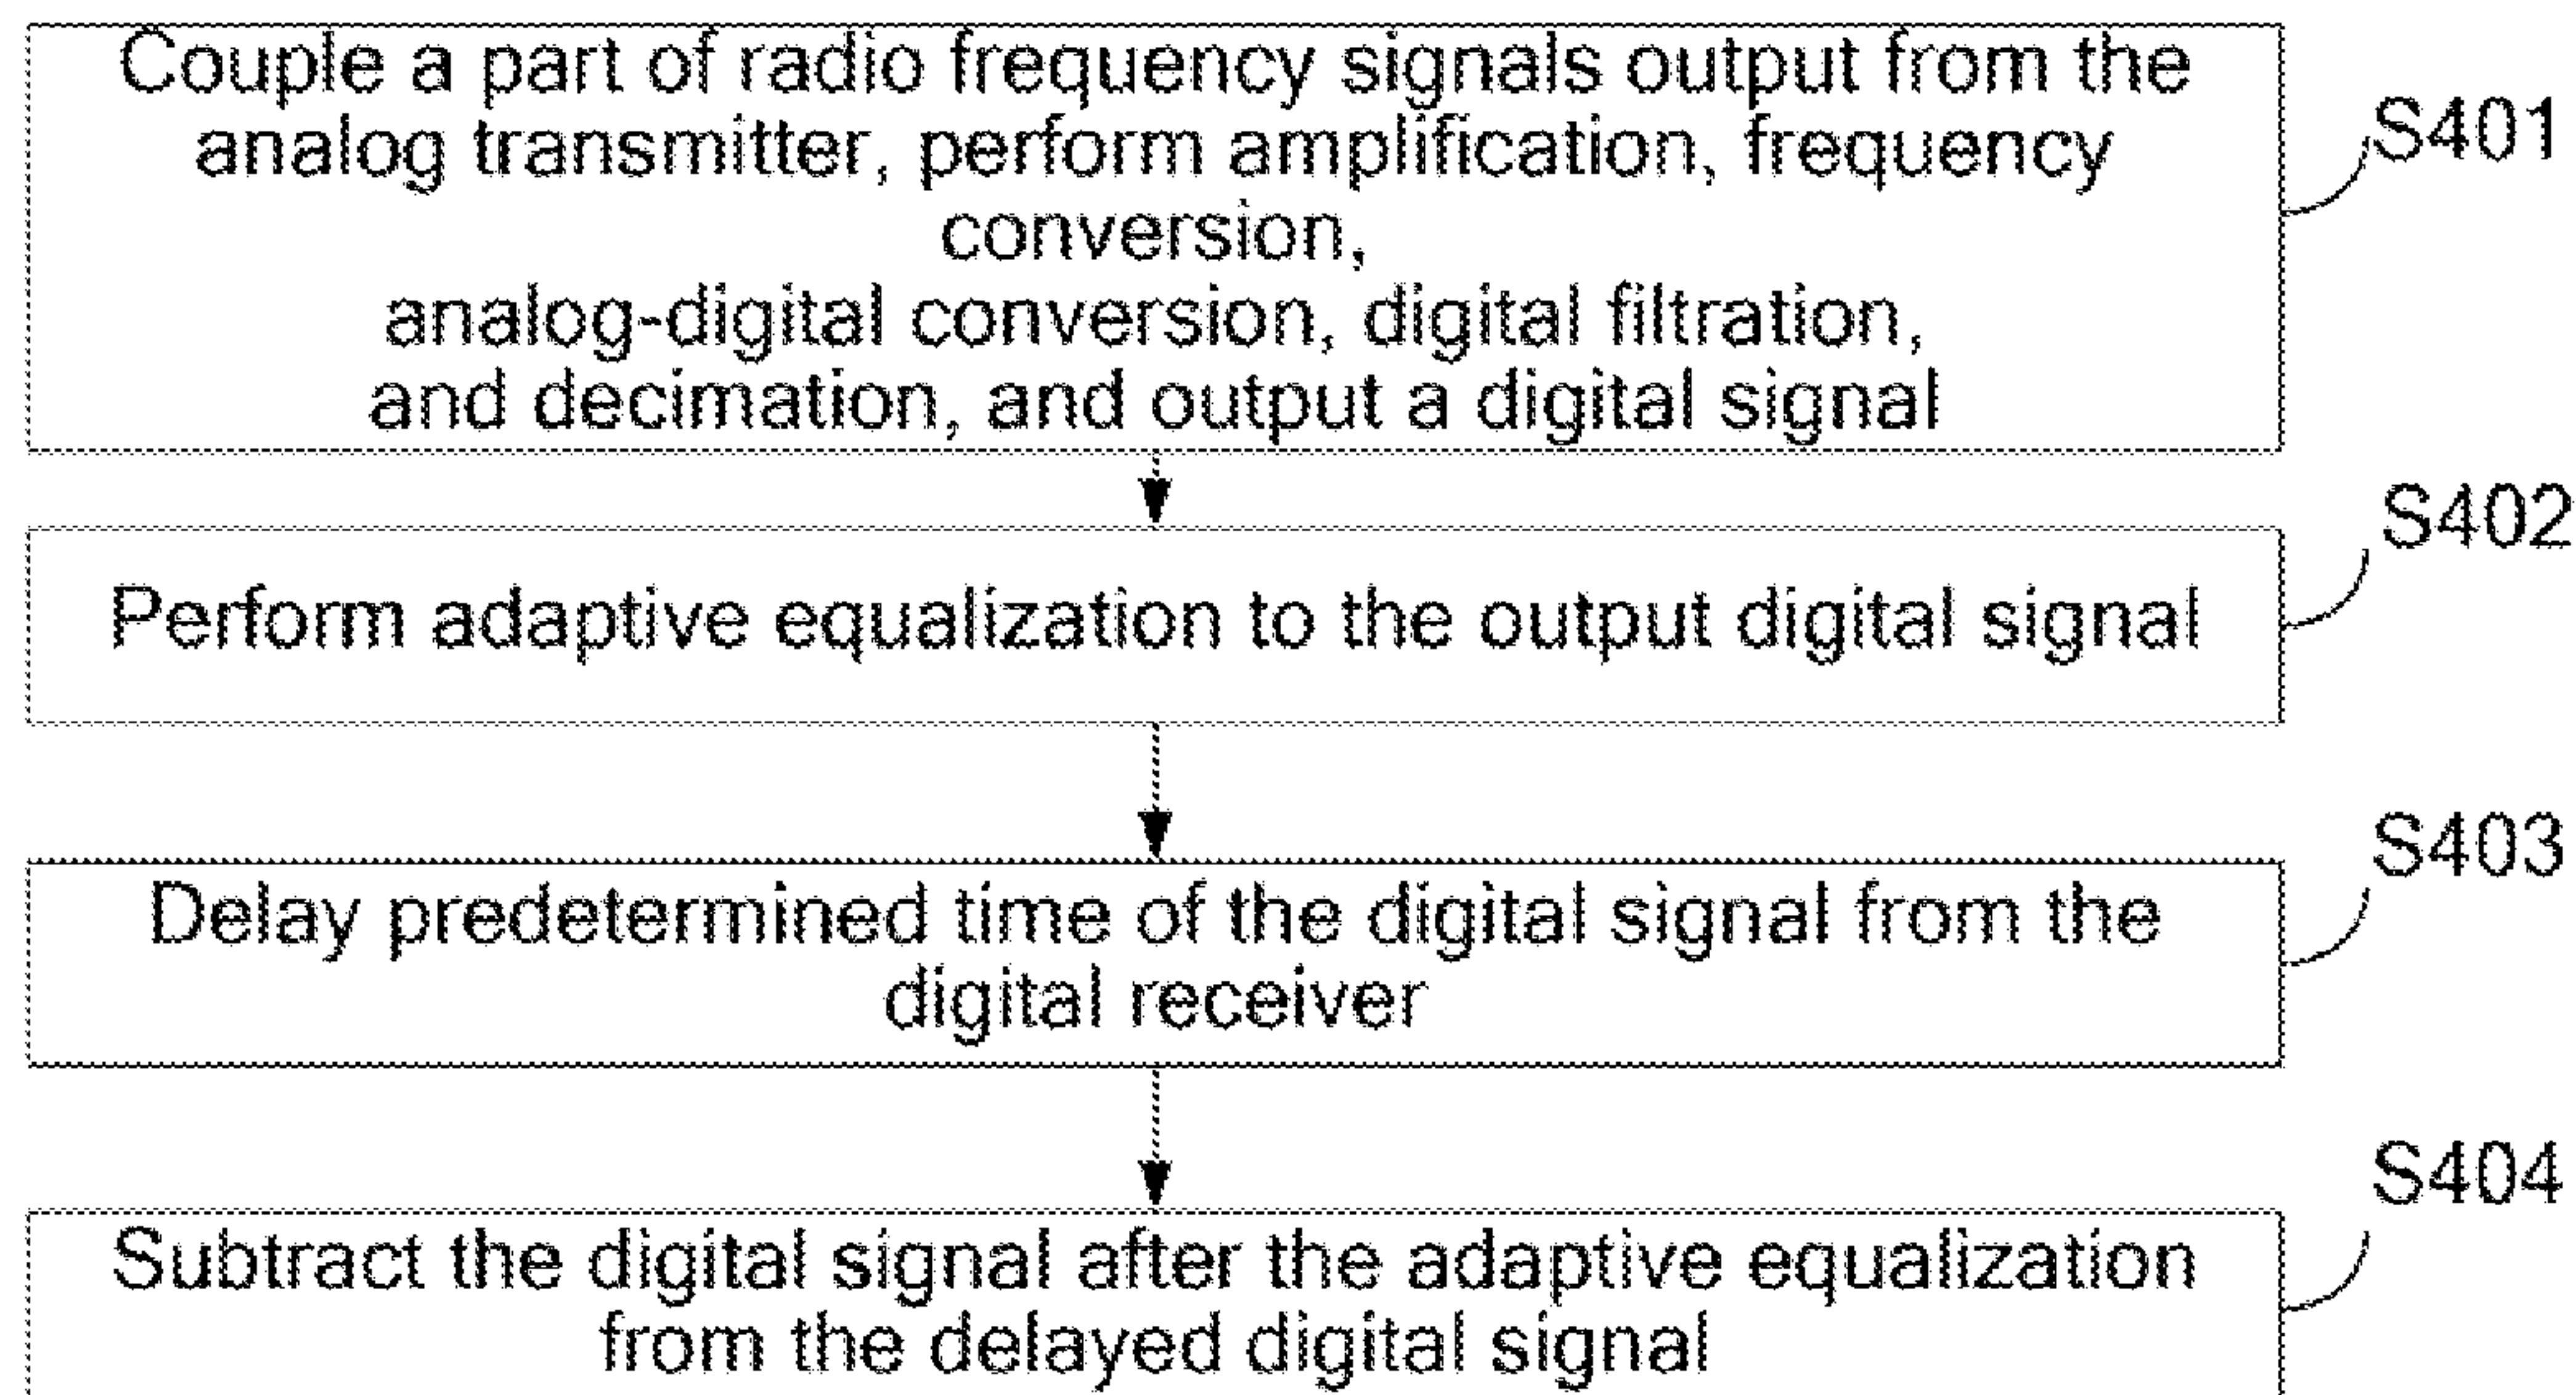 Couple a part of radio frequency signals output from the
analog transmitter, perform amplification, frequency
conversion,
analog-digital conversion, digital filtration,
and decimation, and output a digital signal
S401
Perform adaptive equalization to the output digital signal
S402
Delay predetermined time of the digital signal from the
digital receiver
S403
Subtract the digital signal after the adaptive equalization
from the delayed digital signal
S404